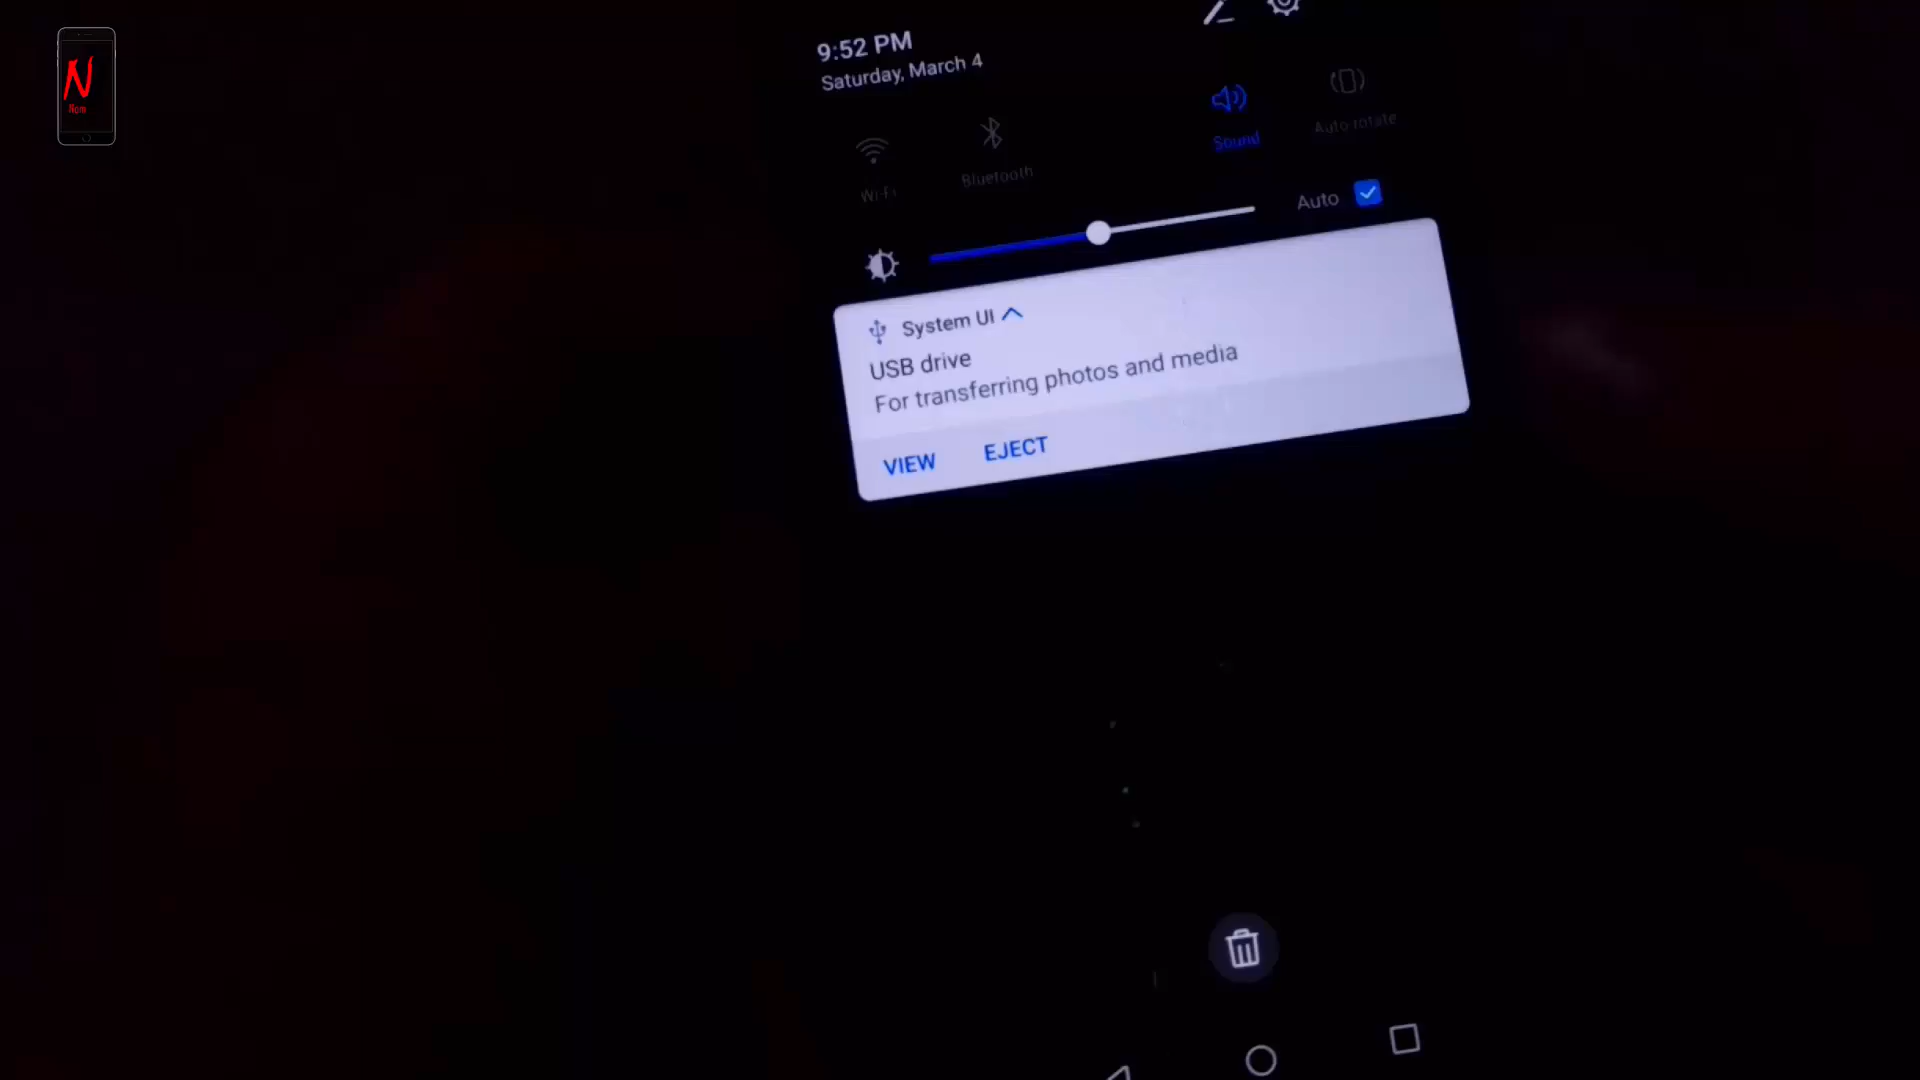 N
9:52 PM
Saturday, March 4
Wi-Fi
Bluetooth
Sound
Auto rotate
Auto
System UI
USB drive
For transferring photos and media
VIEW
EJECT